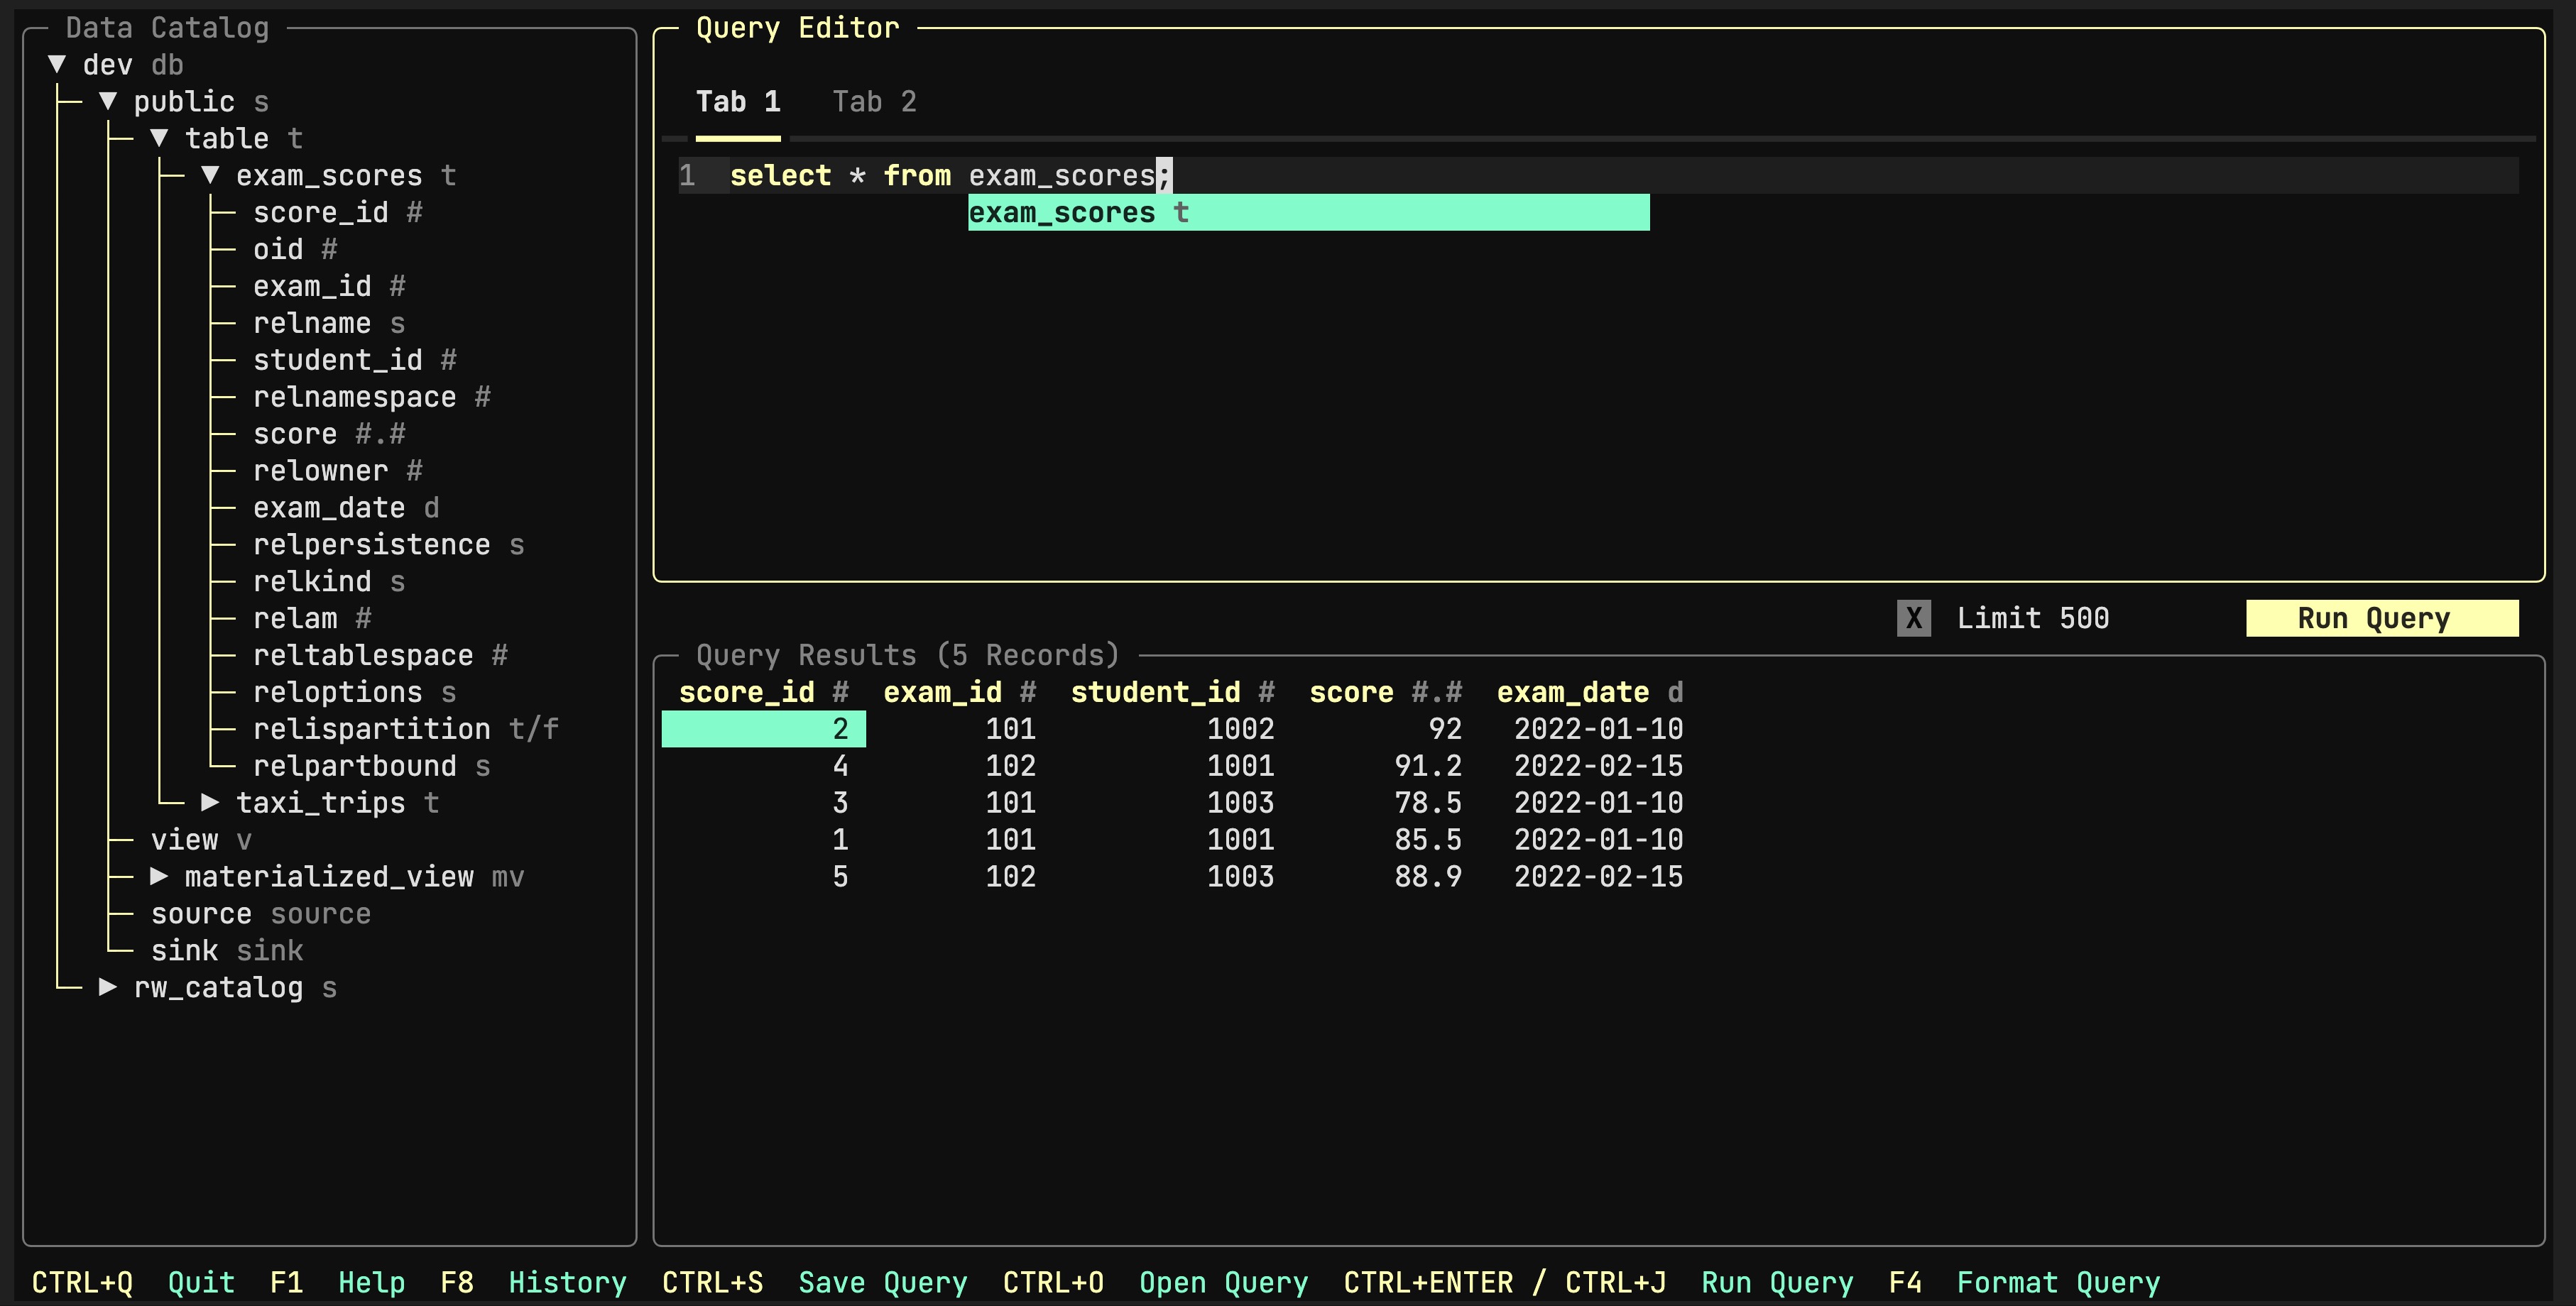 Data Catalog
▼ dev db
▼ public s
▼ table t
▼ exam_scores t
score_id #
oid #
exam_id #
relname s
student_id #
relnamespace #
score #.#
relowner #
exam_date d
relpersistence s
relkind s
relam #
reltablespace #
reloptions s
relispartition t/f
relpartbound s
▶ taxi_trips t
view v
▶ materialized_view mv
source source
sink sink
▶ rw_catalog s
Query Editor
Tab 1 Tab 2
1 select * from exam_scores;
exam_scores t
X Limit 500 Run Query
Query Results (5 Records)
score_id # exam_id # student_id # score #.# exam_date d
2 101 1002 92 2022-01-10
4 102 1001 91.2 2022-02-15
3 101 1003 78.5 2022-01-10
1 101 1001 85.5 2022-01-10
5 102 1003 88.9 2022-02-15
CTRL+Q Quit F1 Help F8 History CTRL+S Save Query CTRL+O Open Query CTRL+ENTER / CTRL+J Run Query F4 Format Query